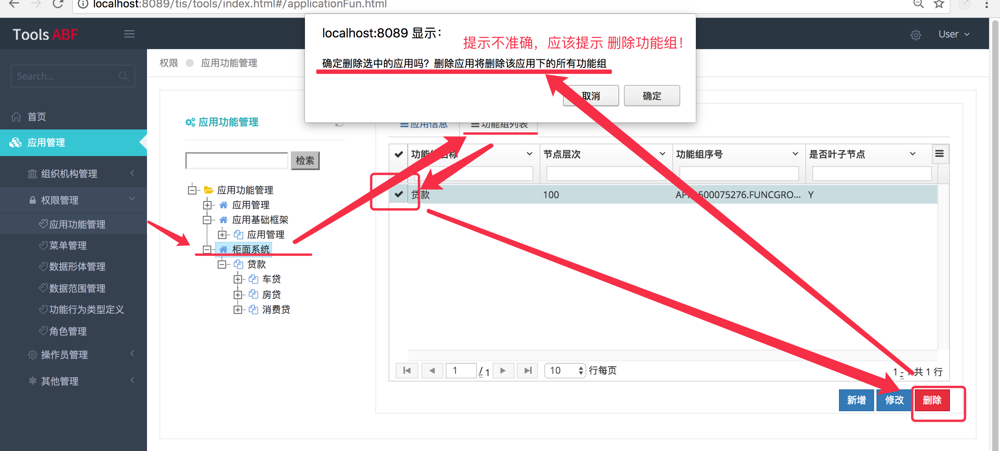 localhost:8089/tis/tools/index.html#/applicationFun.html
Tools ABF
User
localhost:8089 显示：
提示不准确，应该提示 删除功能组！
确定删除选中的应用吗？删除应用将删除该应用下的所有功能组
取消
确定
Search...
首页
应用管理
组织机构管理
权限管理
应用功能管理
菜单管理
数据形体管理
数据范围管理
功能行为类型定义
角色管理
操作员管理
其他管理
权限 应用功能管理
应用功能管理
检索
应用功能管理
应用管理
应用基础框架
应用管理
柜面系统
贷款
车贷
房贷
消费贷
应用信息
功能组列表
功能组名称 节点层次 功能组序号 是否叶子节点
贷款 100 500075276.FUNCGRO... Y
1 / 1 10 行每页
1 - 1 共 1 行
新增 修改 删除